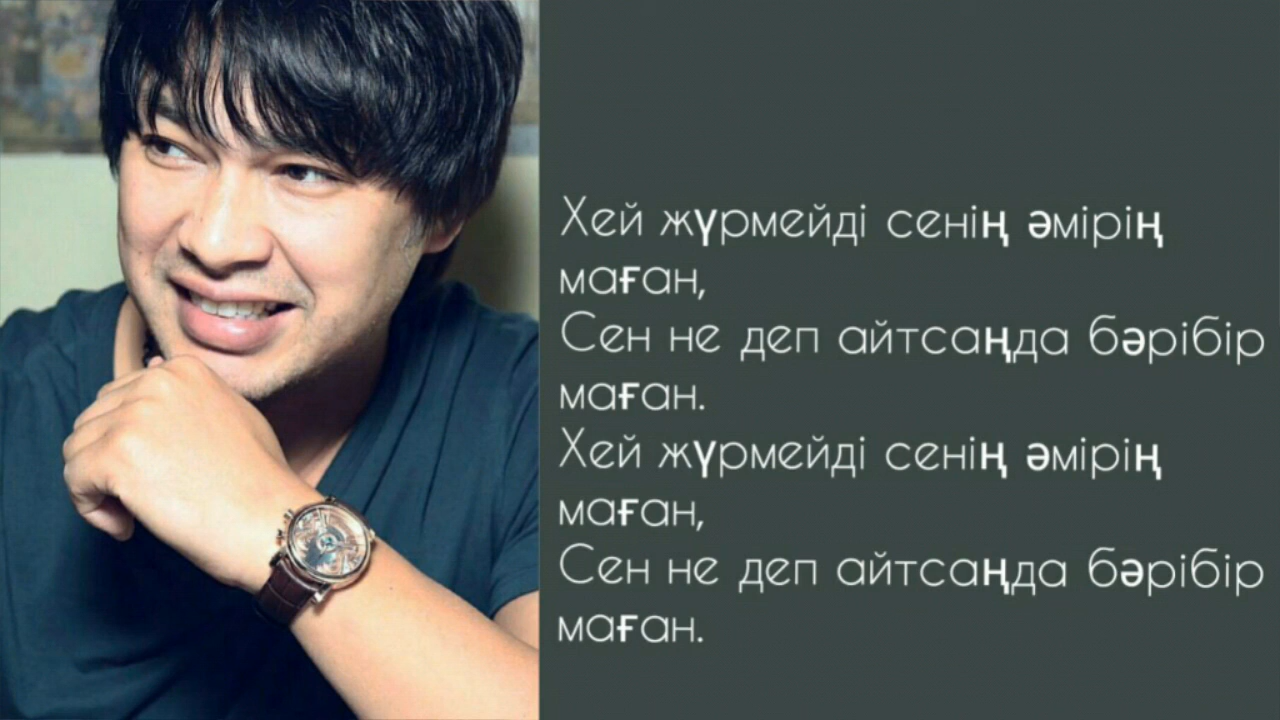 Хей жүрмейді сенің әмірің
маған,
Сен не деп айтсаңда бәрібір
маған.
Хей жүрмейді сенің әмірің
маған,
Сен не деп айтсаңда бәрібір
маған.